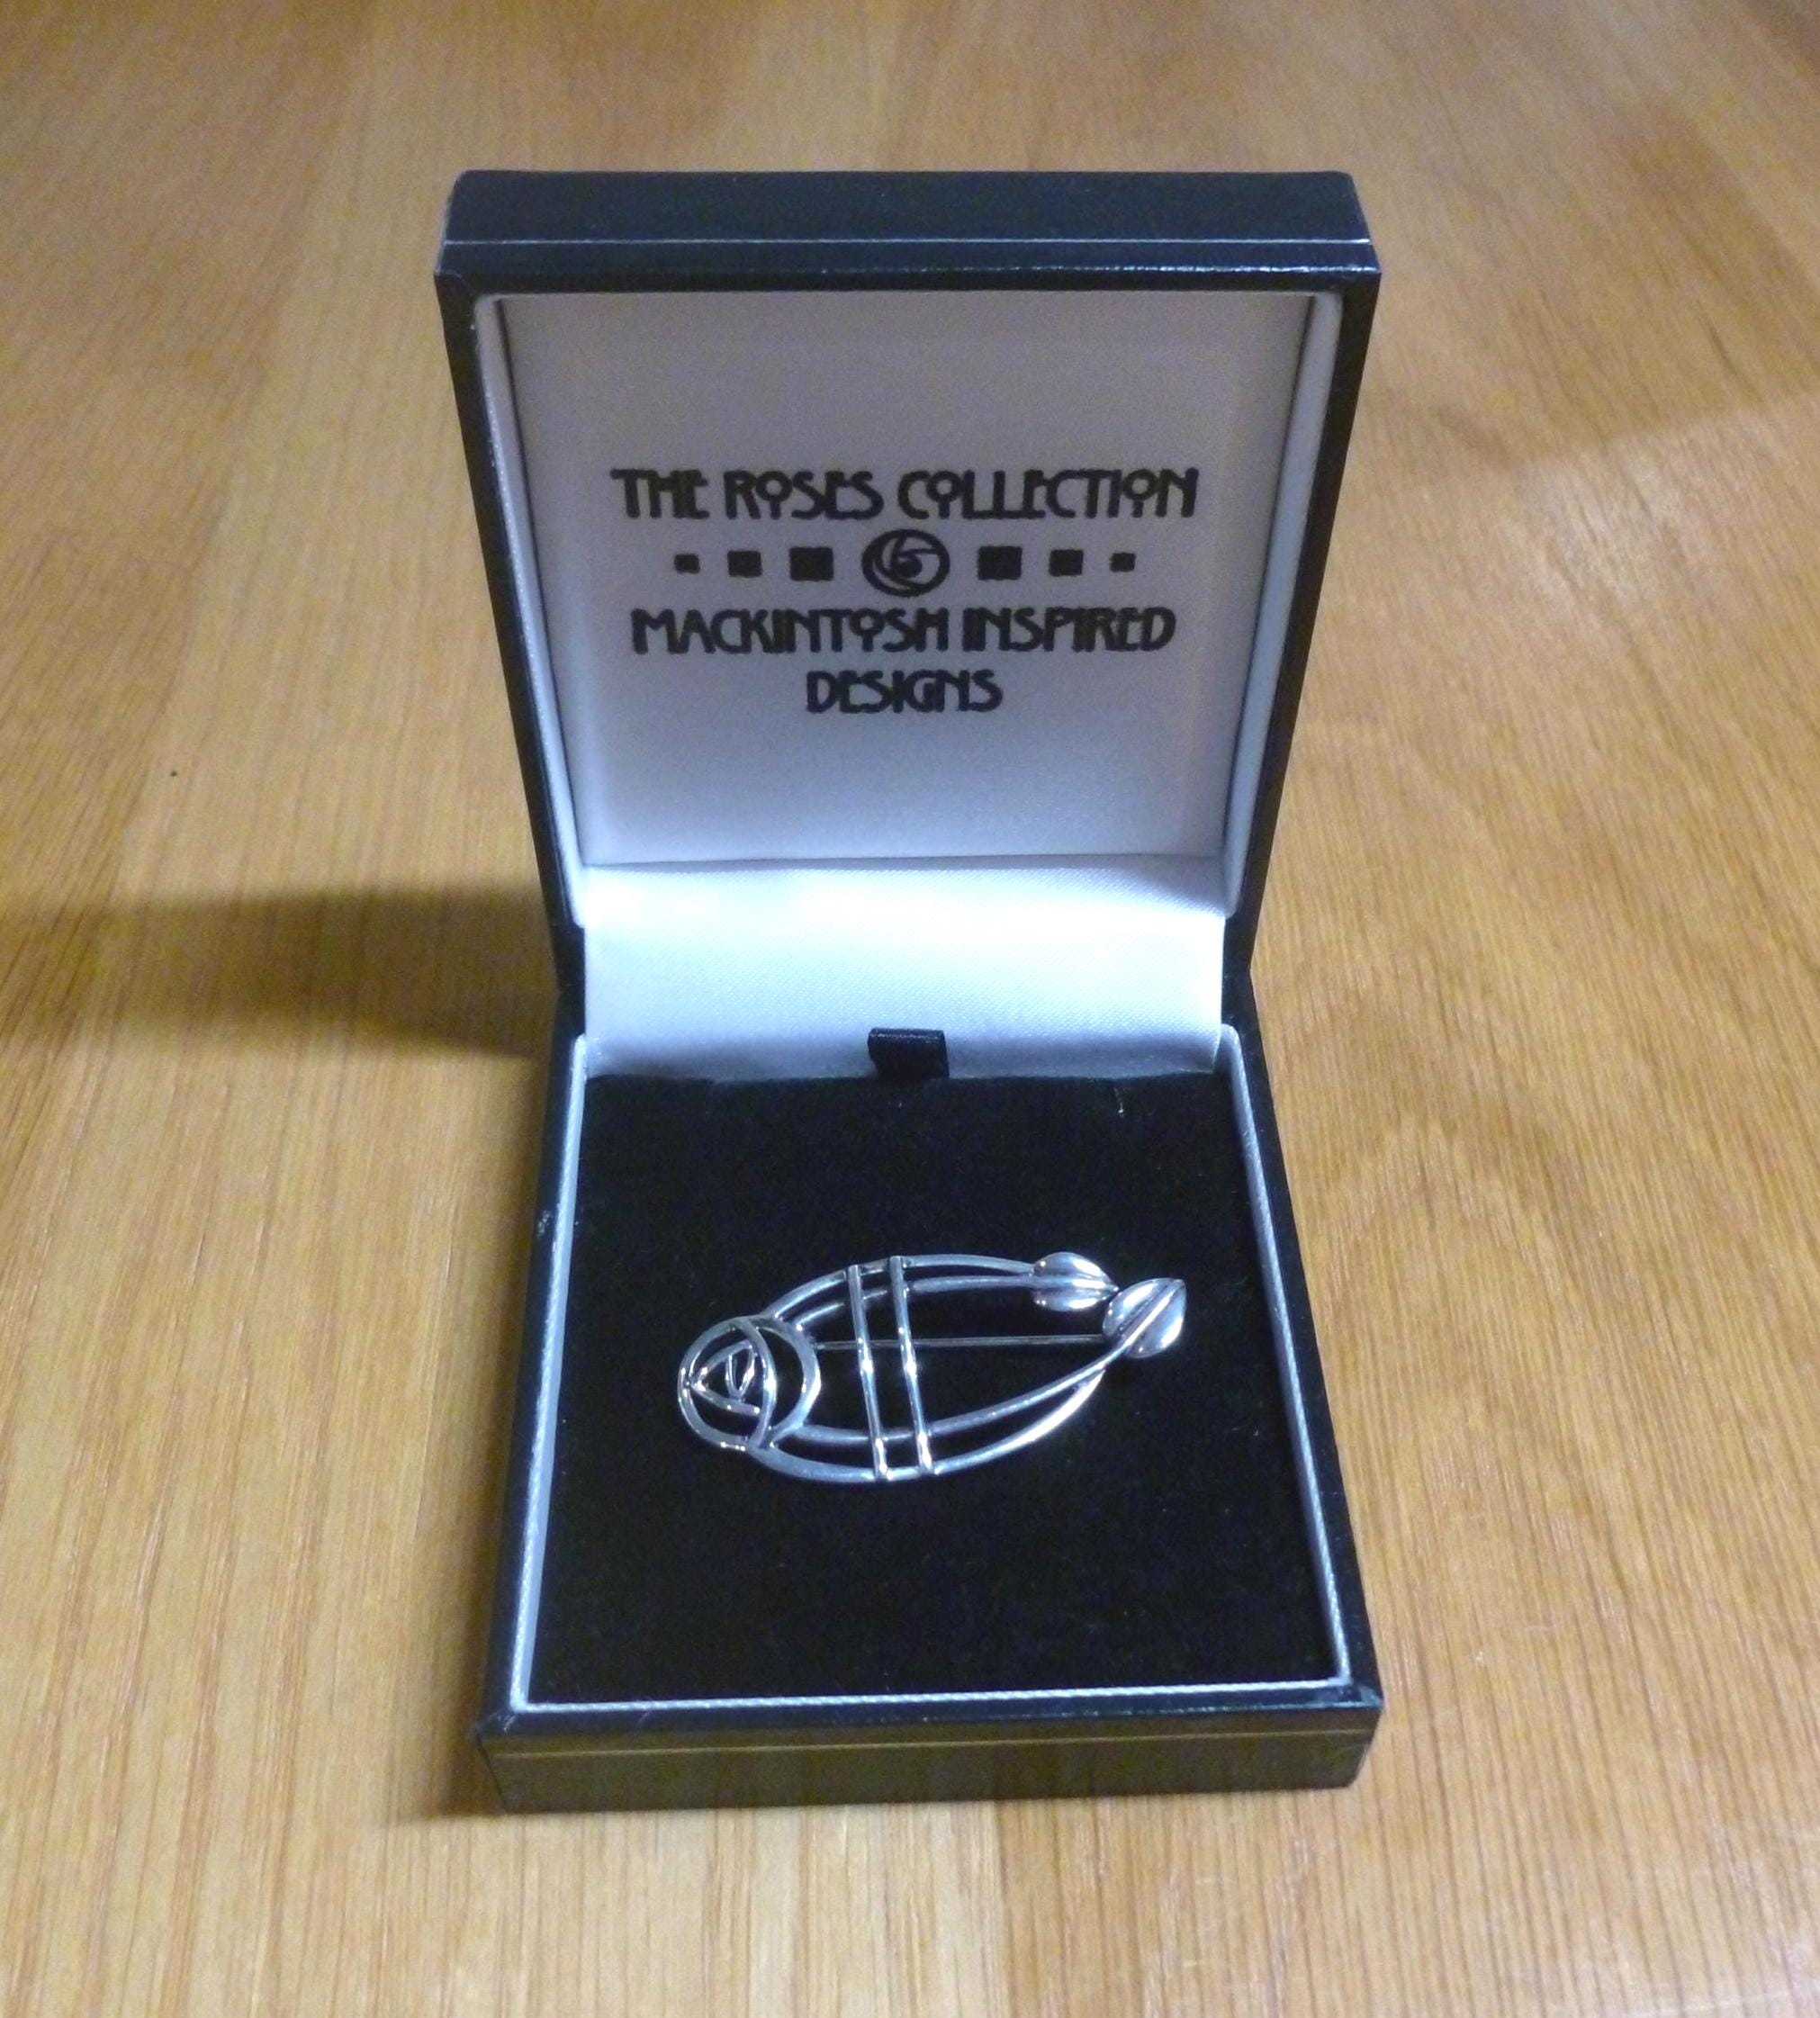 THE ROSES COLLECTION
MACKINTOSH INSPIRED
DESIGNS